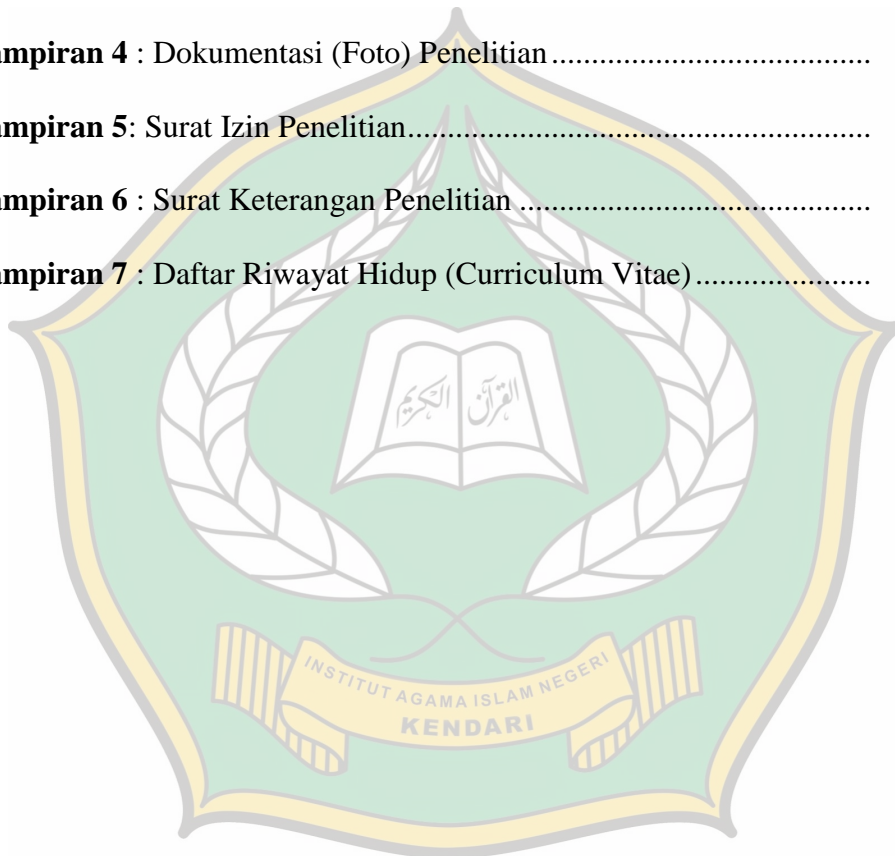 ampiran 4 : Dokumentasi (Foto) Penelitian........................................
ampiran 5: Surat Izin Penelitian..........................................................
ampiran 6 : Surat Keterangan Penelitian ............................................
ampiran 7 : Daftar Riwayat Hidup (Curriculum Vitae)......................
القرآن الكريم
INSTITUT AGAMA ISLAM NEGERI
KENDARI